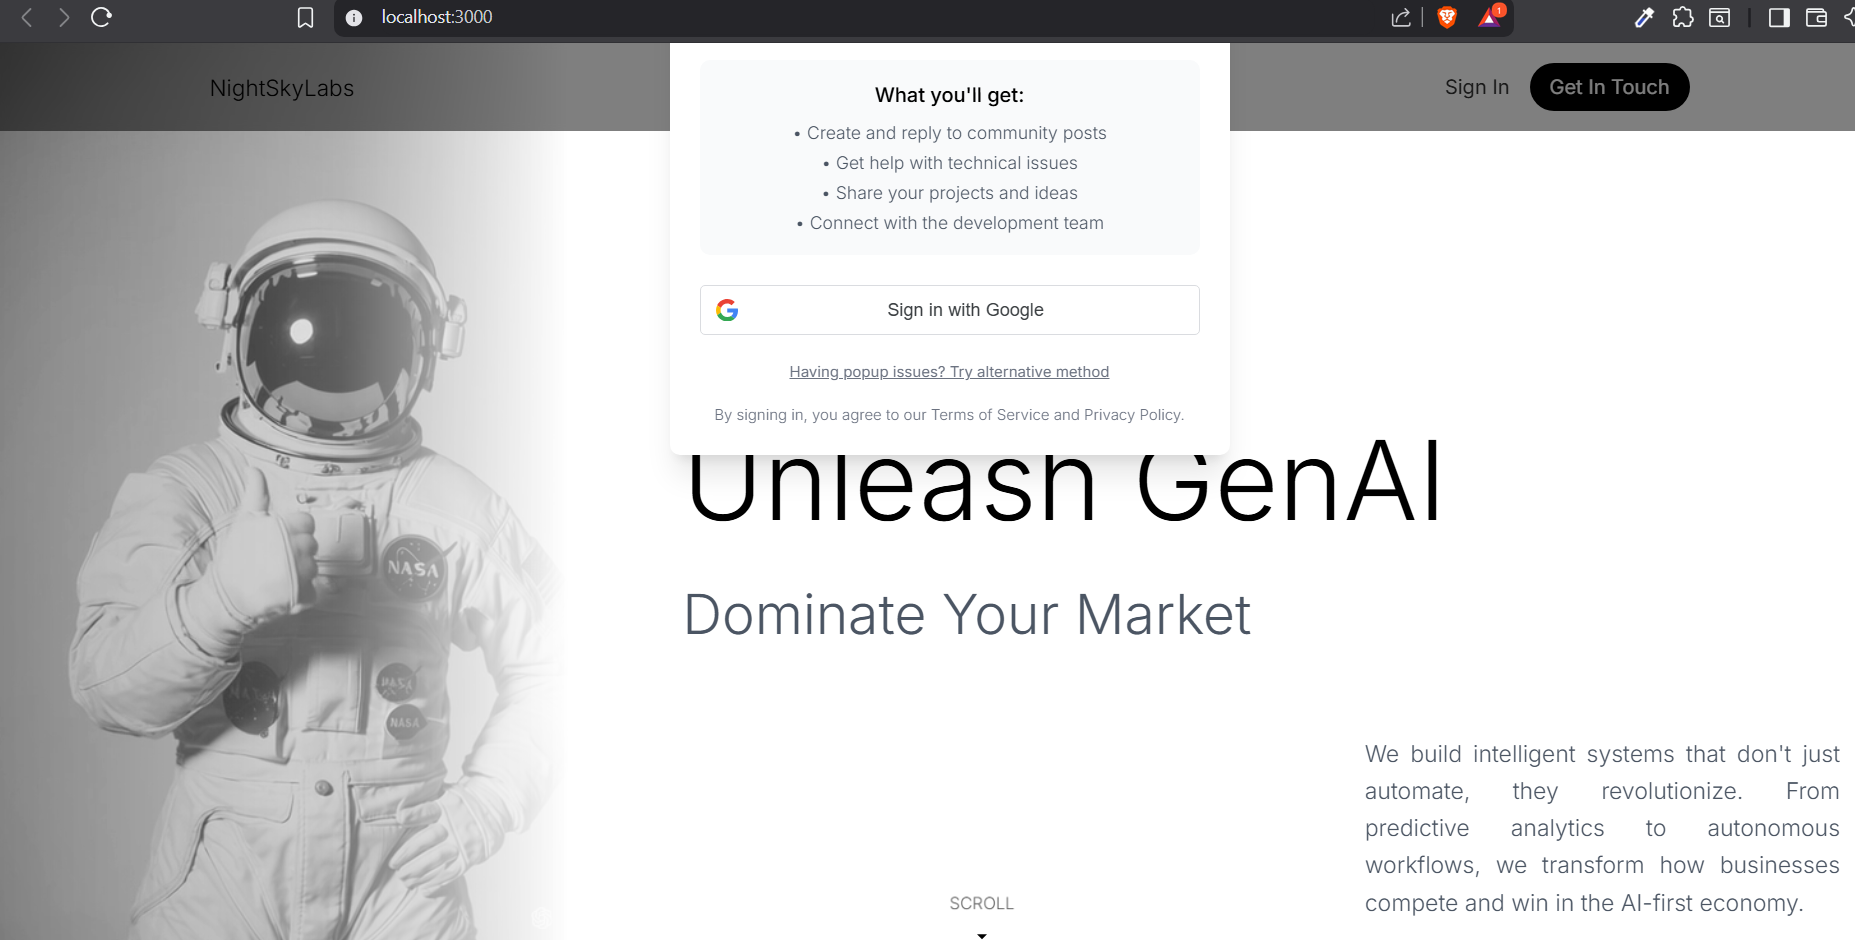 localhost:3000
1
NightSkyLabs
Sign In
Get In Touch
What you'll get:
• Create and reply to community posts
• Get help with technical issues
• Share your projects and ideas
• Connect with the development team
Sign in with Google
Having popup issues? Try alternative method
By signing in, you agree to our Terms of Service and Privacy Policy.
Unleash GenAI
Dominate Your Market
NASA
NASA
NASA
NASA
We build intelligent systems that don't just
automate, they revolutionize. From
predictive analytics to autonomous
workflows, we transform how businesses
compete and win in the AI-first economy.
SCROLL